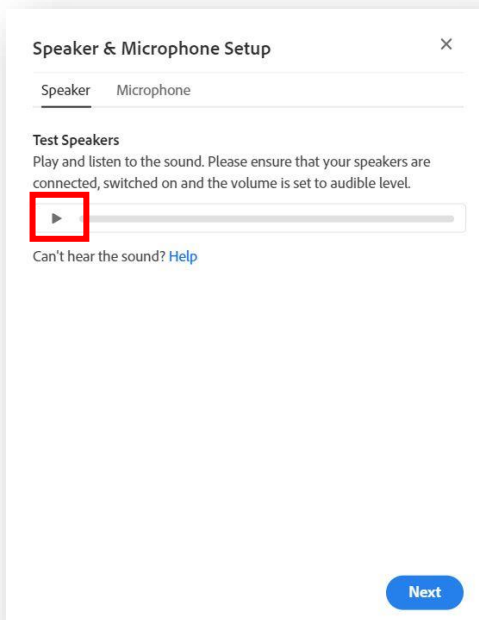 Speaker & Microphone Setup
Speaker Microphone
Test Speakers
Play and listen to the sound. Please ensure that your speakers are
connected, switched on and the volume is set to audible level.
Can't hear the sound? Help
Next